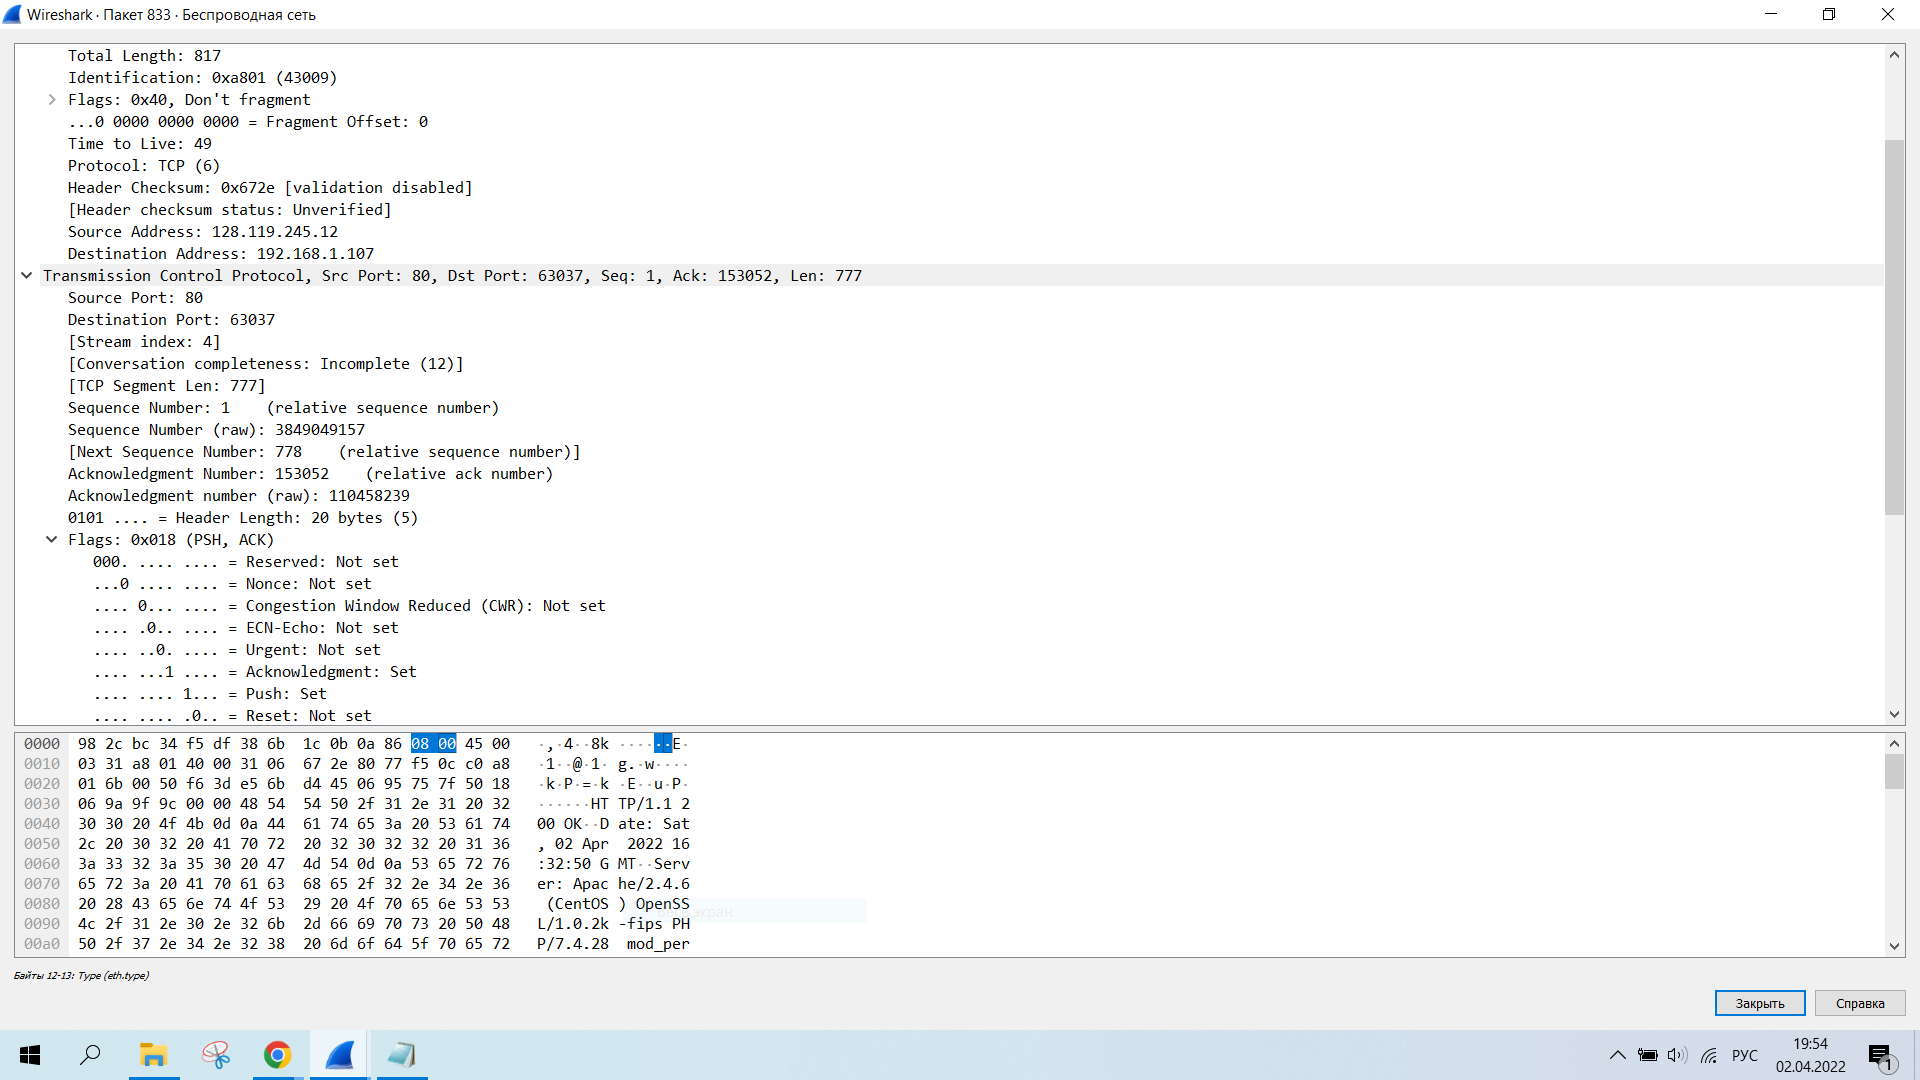 Wireshark · Пакет 833 · Беспроводная сеть
Total Length: 817
Identification: 0xa801 (43009)
Flags: 0x40, Don't fragment
...0 0000 0000 0000 = Fragment Offset: 0
Time to Live: 49
Protocol: TCP (6)
Header Checksum: 0x672e [validation disabled]
[Header checksum status: Unverified]
Source Address: 128.119.245.12
Destination Address: 192.168.1.107
Transmission Control Protocol, Src Port: 80, Dst Port: 63037, Seq: 1, Ack: 153052, Len: 777
Source Port: 80
Destination Port: 63037
[Stream index: 4]
[Conversation completeness: Incomplete (12)]
[TCP Segment Len: 777]
Sequence Number: 1    (relative sequence number)
Sequence Number (raw): 3849049157
[Next Sequence Number: 778    (relative sequence number)]
Acknowledgment Number: 153052    (relative ack number)
Acknowledgment number (raw): 110458239
0101 .... = Header Length: 20 bytes (5)
Flags: 0x018 (PSH, ACK)
000. .... .... = Reserved: Not set
...0 .... .... = Nonce: Not set
.... 0... .... = Congestion Window Reduced (CWR): Not set
.... .0.. .... = ECN-Echo: Not set
.... ..0. .... = Urgent: Not set
.... ...1 .... = Acknowledgment: Set
.... .... 1... = Push: Set
.... .... .0.. = Reset: Not set
0000 98 2c bc 34 f5 df 38 6b 1c 0b 0a 86 08 00 45 00 ·,·4··8k ······E·
0010 03 31 a8 01 40 00 31 06 67 2e 80 77 f5 0c c0 a8 ·1··@·1· g.·w····
0020 01 6b 00 50 f6 3d e5 6b d4 45 06 95 75 7f 50 18 ·k·P·=·k ·E··u·P·
0030 06 9a 9f 9c 00 00 48 54 54 50 2f 31 2e 31 20 32 ······HT TP/1.1 2
0040 30 30 20 4f 4b 0d 0a 44 61 74 65 3a 20 53 61 74 00 OK··D ate: Sat
0050 2c 20 30 32 20 41 70 72 20 32 30 32 32 20 31 36 , 02 Apr  2022 16
0060 3a 33 32 3a 35 30 20 47 4d 54 0d 0a 53 65 72 76 :32:50 G MT··Serv
0070 65 72 3a 20 41 70 61 63 68 65 2f 32 2e 34 2e 36 er: Apac he/2.4.6
0080 20 28 43 65 6e 74 4f 53 29 20 4f 70 65 6e 53 53  (CentOS ) OpenSS
0090 4c 2f 31 2e 30 2e 32 6b 2d 66 69 70 73 20 50 48 L/1.0.2k -fips PH
00a0 50 2f 37 2e 34 2e 32 38 20 6d 6f 64 5f 70 65 72 P/7.4.28  mod_per
экран
Байты 12-13: Type (eth.type)
Закрыть
Справка
РУС
19:54
02.04.2022
1